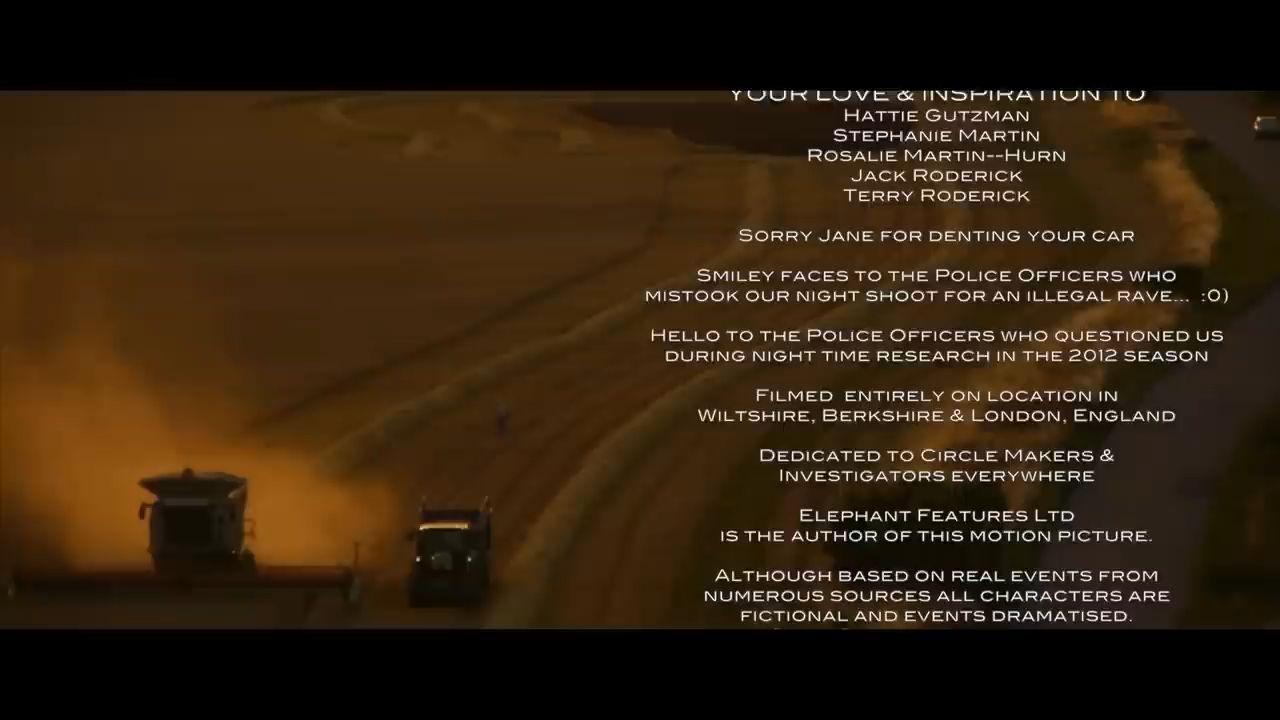 YOUR LOVE & INSPIRATION TO
HATTIE GUTZMAN
STEPHANIE MARTIN
ROSALIE MARTIN--HURN
JACK RODERICK
TERRY RODERICK
SORRY JANE FOR DENTING YOUR CAR
SMILEY FACES TO THE POLICE OFFICERS WHO
MISTOOK OUR NIGHT SHOOT FOR AN ILLEGAL RAVE... :O)
HELLO TO THE POLICE OFFICERS WHO QUESTIONED US
DURING NIGHT TIME RESEARCH IN THE 2012 SEASON
FILMED ENTIRELY ON LOCATION IN
WILTSHIRE, BERKSHIRE & LONDON, ENGLAND
DEDICATED TO CIRCLE MAKERS &
INVESTIGATORS EVERYWHERE
ELEPHANT FEATURES LTD
IS THE AUTHOR OF THIS MOTION PICTURE.
ALTHOUGH BASED ON REAL EVENTS FROM
NUMEROUS SOURCES ALL CHARACTERS ARE
FICTIONAL AND EVENTS DRAMATISED.